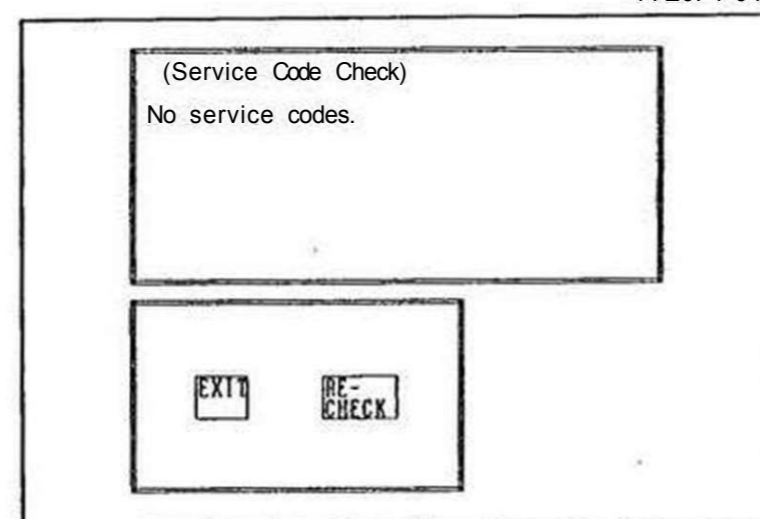 (Service Code Check)
No service codes.
EXIT
RE-
CHECK